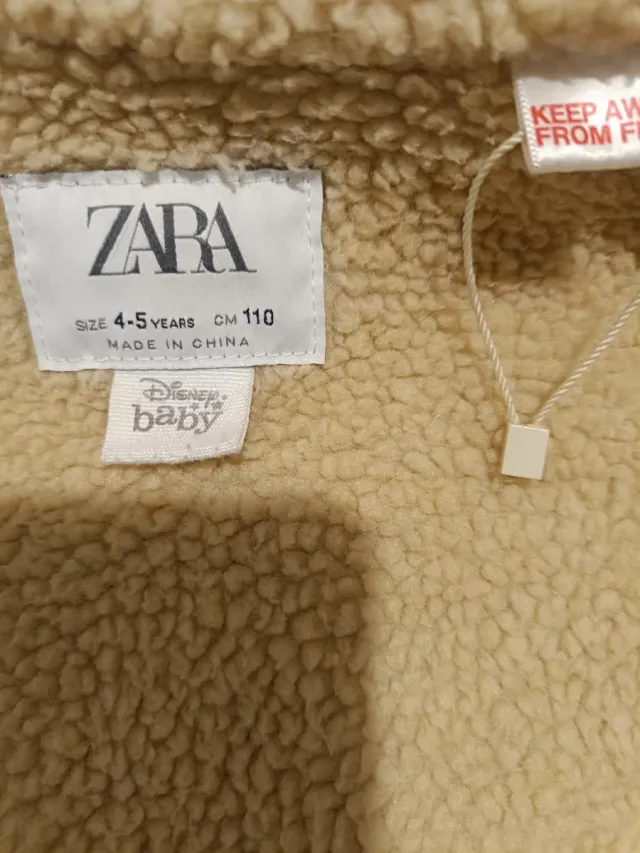 ZARA
SIZE 4-5 YEARS CM 110
MADE IN CHINA
Disney
baby
KEEP AW
FROM F